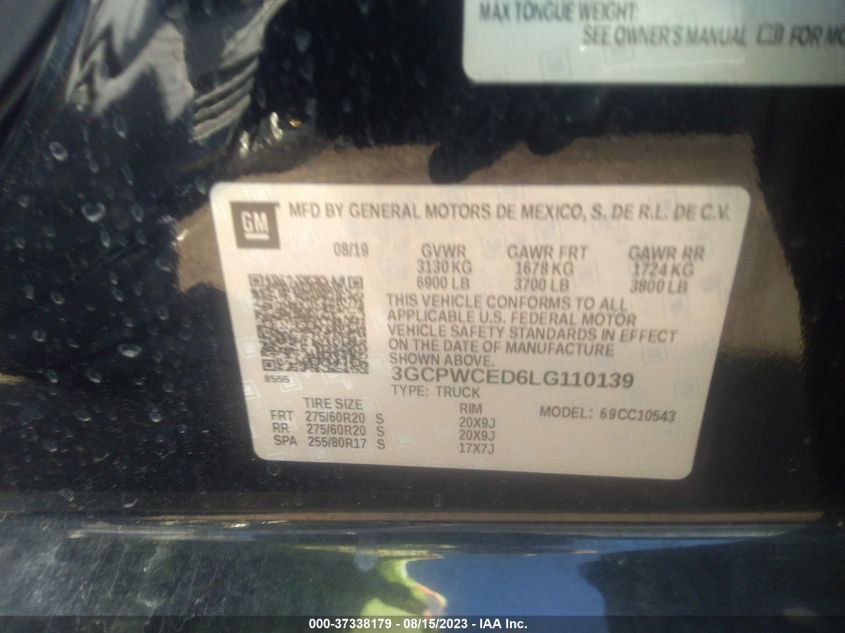 MAX TONGUE WEIGHT:
SEE OWNER'S MANUAL FOR MO
GM
MFD BY GENERAL MOTORS DE MEXICO, S. DE R.L. DE C.V.
08/19 GVWR GAWR FRT GAWR RR
3130 KG 1678 KG 1724 KG
6900 LB 3700 LB 3800 LB
THIS VEHICLE CONFORMS TO ALL
APPLICABLE U.S. FEDERAL MOTOR
VEHICLE SAFETY STANDARDS IN EFFECT
ON THE DATE OF MANUFACTURE
SHOWN ABOVE.
8555
3GCPWCED6LG110139
TYPE: TRUCK
TIRE SIZE RIM MODEL: 69CC10543
FRT 275/60R20 S 20X9J
RR 275/60R20 S 20X9J
SPA 255/80R17 S 17X7J
000-37338179 - 08/15/2023 - IAA Inc.